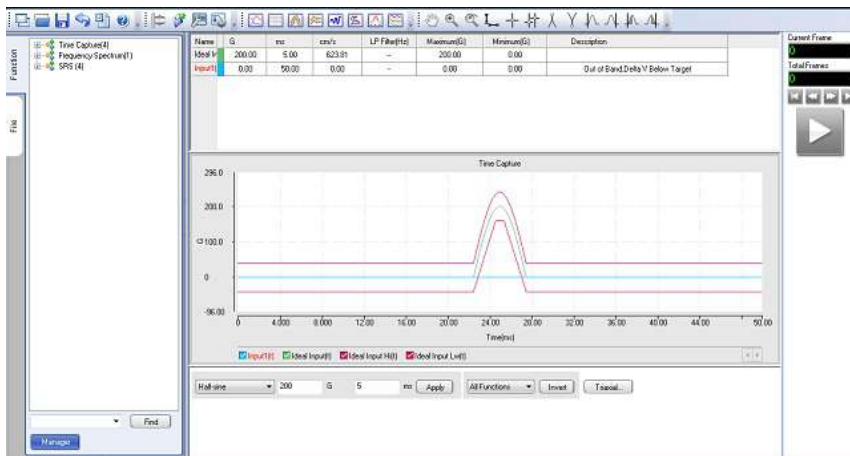 Function
File
Time Capture(4)
Frequency Spectrum(1)
SRS (4)
Find
Manager
Name G ms cm/s LP Filter(Hz) Maximum(G) Minimum(G) Description
Ideal I 200.00 5.00 623.81 -- 200.00 0.00
Input1( 0.00 50.00 0.00 -- 0.00 0.00 Out of Band,Delta V Below Target
Time Capture
296.0
200.0
G 100.0
0
-96.00
0 4.000 8.000 12.00 16.00 20.00 24.00 28.00 32.00 36.00 40.00 44.00 50.00
Time(ms)
Input1(t) Ideal Input(t) Ideal Input Hi(t) Ideal Input Lw(t)
Half-sine 200 G 5 ms Apply All Functions Invert Triaxial...
Current Frame
0
Total Frames
0